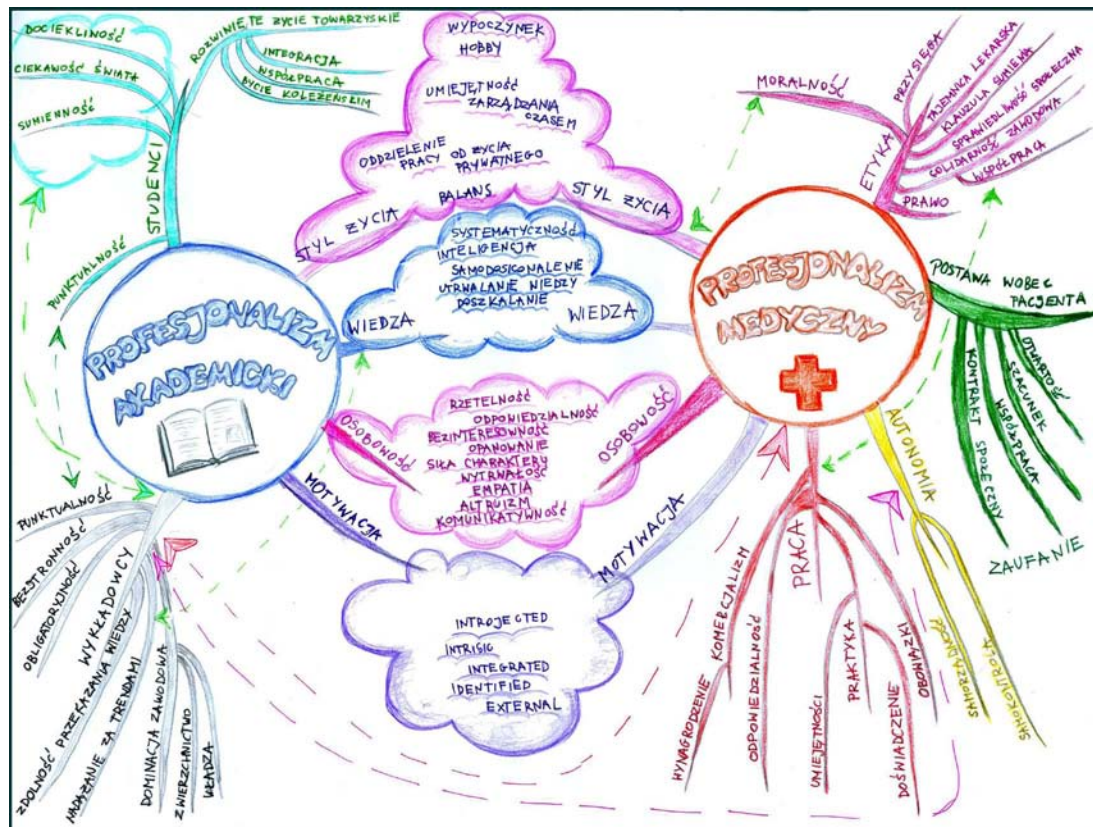 DOCIEKLIWOŚĆ
CIEKAWOŚĆ ŚWIATA
SUMIENNOŚĆ
ROZWINIĘTE ŻYCIE TOWARZYSKIE
INTEGRACJA
WSPÓŁPRACA
BYCIE KOLEŻEŃSKIM
STUDENCI
PUNKTUALNOŚĆ
PROFESJONALIZM
AKADEMICKI
WYPOCZYNEK
HOBBY
UMIEJĘTNOŚĆ
ZARZĄDZANIA
CZASEM
ODDZIELENIE
PRACY OD ŻYCIA
PRYWATNEGO
BALANS
STYL ŻYCIA
STYL ŻYCIA
SYSTEMATYCZNOŚĆ
INTELIGENCJA
SAMODOSKONALENIE
UTRWALANIE WIEDZY
DOSZKALANIE
WIEDZA
WIEDZA
OSOBOWOŚĆ
RZETELNOŚĆ
ODPOWIEDZIALNOŚĆ
BEZINTERESOWNOŚĆ
OPANOWANIE
SIŁA CHARAKTERU
WYTRWAŁOŚĆ
EMPATIA
ALTRUIZM
KOMUNIKATYWNOŚĆ
OSOBOWOŚĆ
MOTYWACJA
MOTYWACJA
INTROJECTED
INTRISIC
INTEGRATED
IDENTIFIED
EXTERNAL
PUNKTUALNOŚĆ
BEZSTRONNOŚĆ
OBLIGATORYJNOŚĆ
WYKŁADOWCY
ZDOLNOŚĆ PRZEKAZANIA WIEDZY
NADĄŻANIE ZA TRENDAMI
DOMINACJA ZAWODOWA
ZWIERZCHNICTWO
WŁADZA
PROFESJONALIZM
MEDYCZNY
MORALNOŚĆ
ETYKA
PRZYSIĘGA
TAJEMNICA LEKARSKA
KLAUZULA SUMIENIA
SPRAWIEDLIWOŚĆ SPOŁECZNA
SOLIDARNOŚĆ ZAWODOWA
WSPÓŁPRACA
PRAWO
POSTAWA WOBEC
PACJENTA
OTWARTOŚĆ
SZACUNEK
WSPÓŁPRACA
KONTRAKT SPOŁECZNY
ZAUFANIE
AUTONOMIA
SAMORZĄDNOŚĆ
SAMOKONTROLA
PRACA
KOMERCJALIZM
WYNAGRODZENIE
ODPOWIEDZIALNOŚĆ
UMIEJĘTNOŚCI
PRAKTYKA
DOŚWIADCZENIE
OBOWIĄZKI